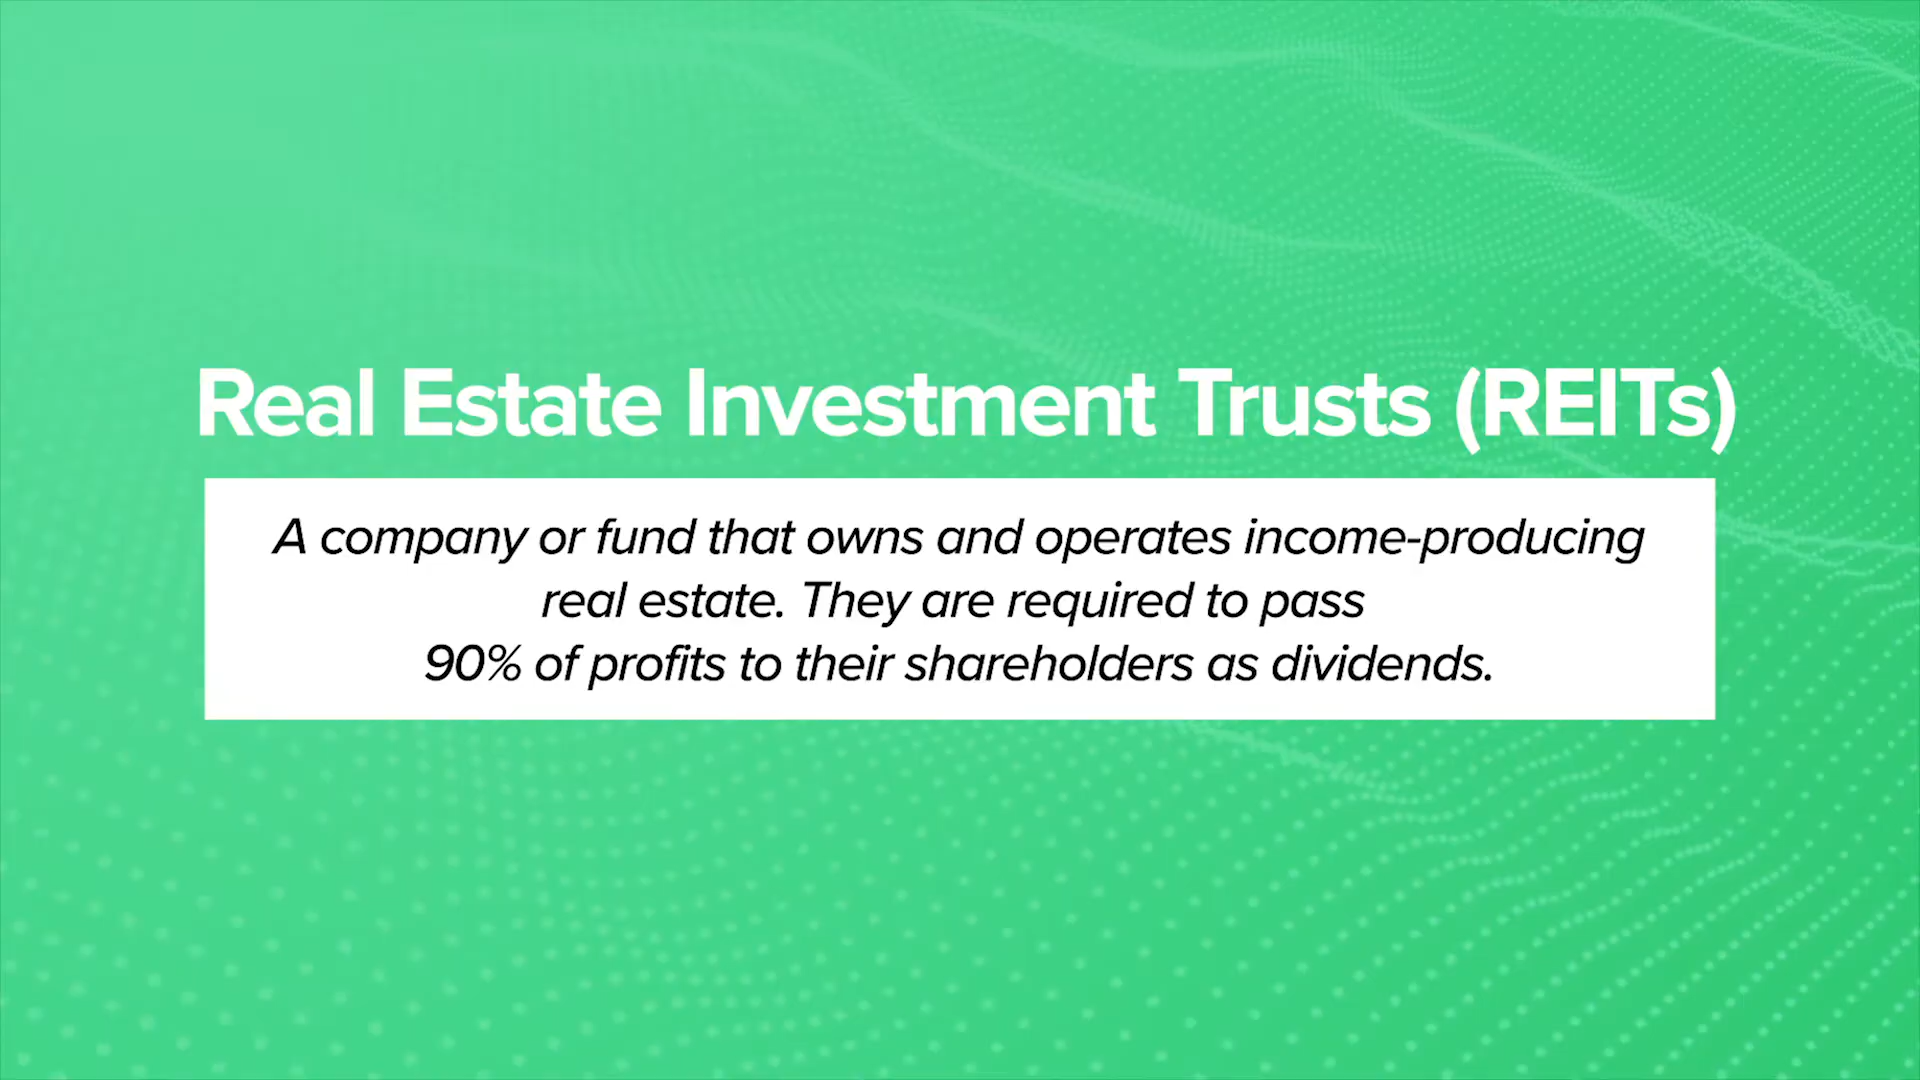 Real Estate Investment Trusts (REITs)
A company or fund that owns and operates income-producing
real estate. They are required to pass
90% of profits to their shareholders as dividends.